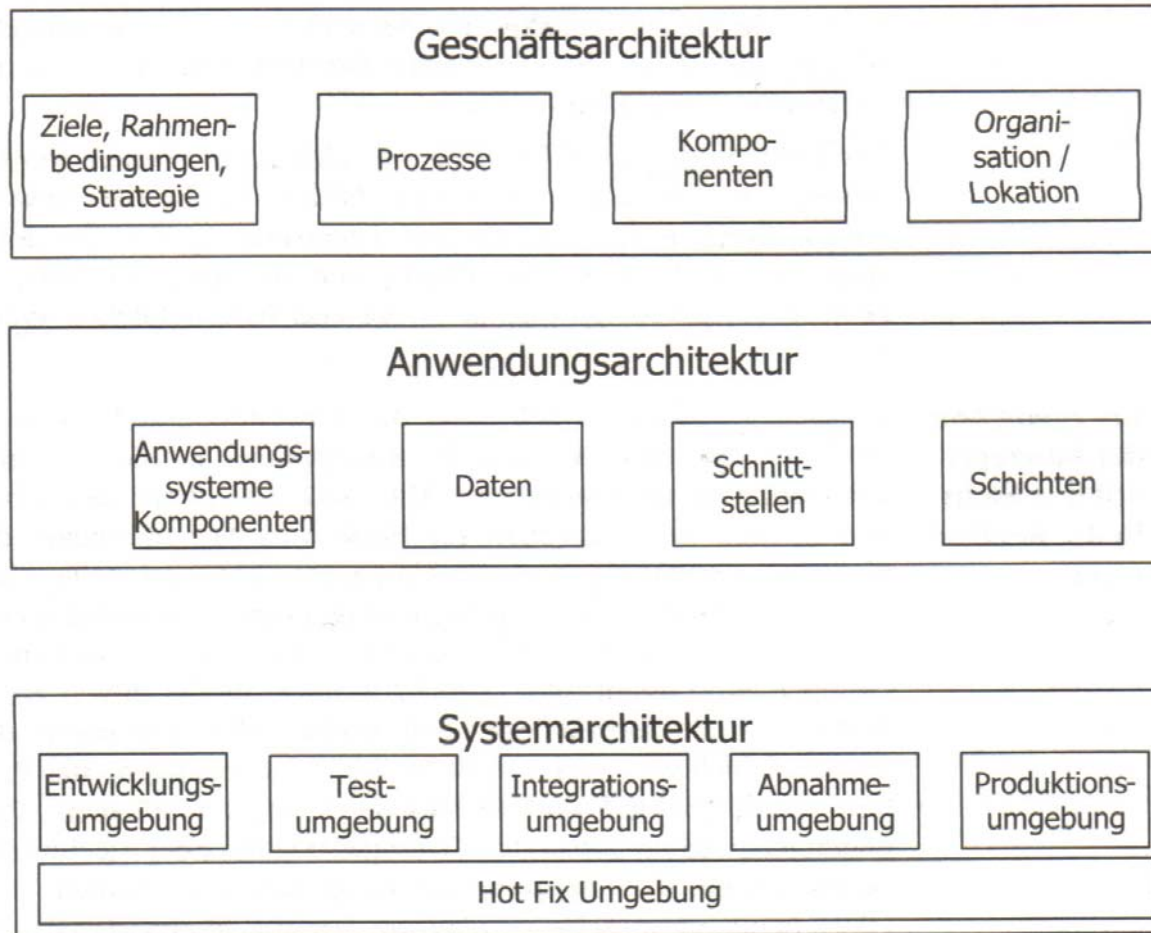 Geschäftsarchitektur
Ziele, Rahmen-
bedingungen,
Strategie
Prozesse
Kompo-
nenten
Organi-
sation /
Lokation
Anwendungsarchitektur
Anwendungs-
systeme
Komponenten
Daten
Schnitt-
stellen
Schichten
Systemarchitektur
Entwicklungs-
umgebung
Test-
umgebung
Integrations-
umgebung
Abnahme-
umgebung
Produktions-
umgebung
Hot Fix Umgebung